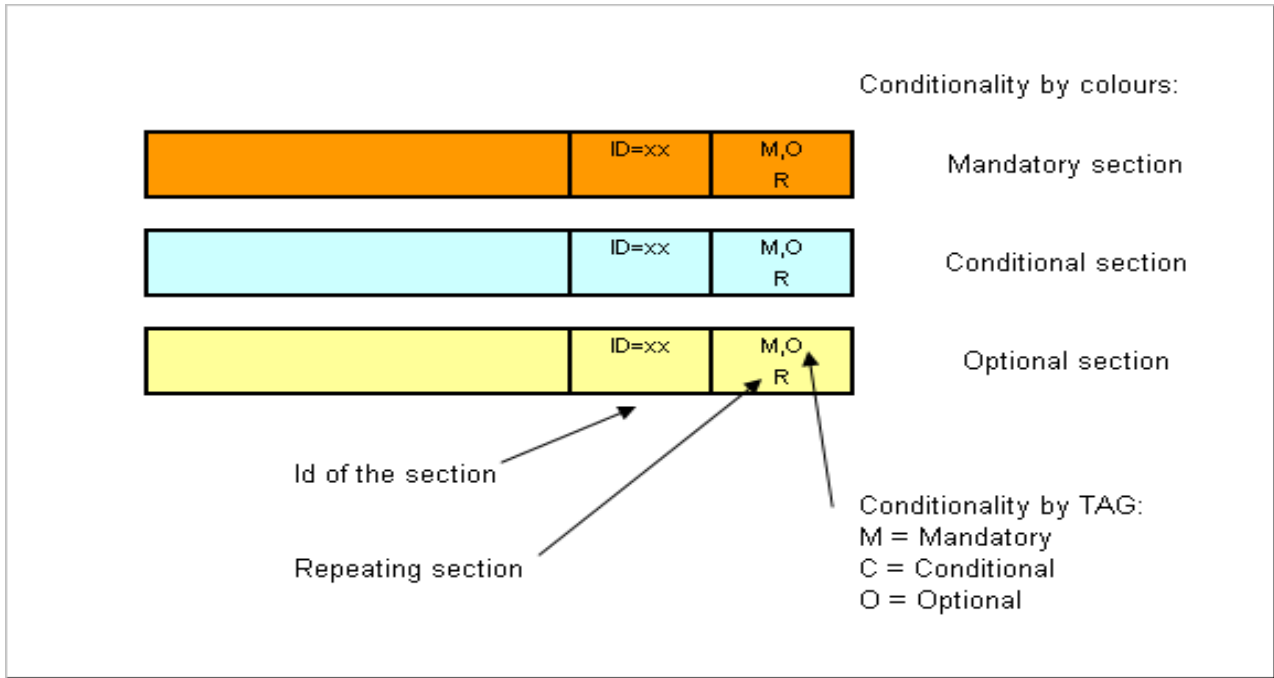 Conditionality by colours:
ID=xx M,O
R
Mandatory section
ID=xx M,O
R
Conditional section
ID=xx M,O
R
Optional section
Id of the section
Repeating section
Conditionality by TAG:
M = Mandatory
C = Conditional
O = Optional